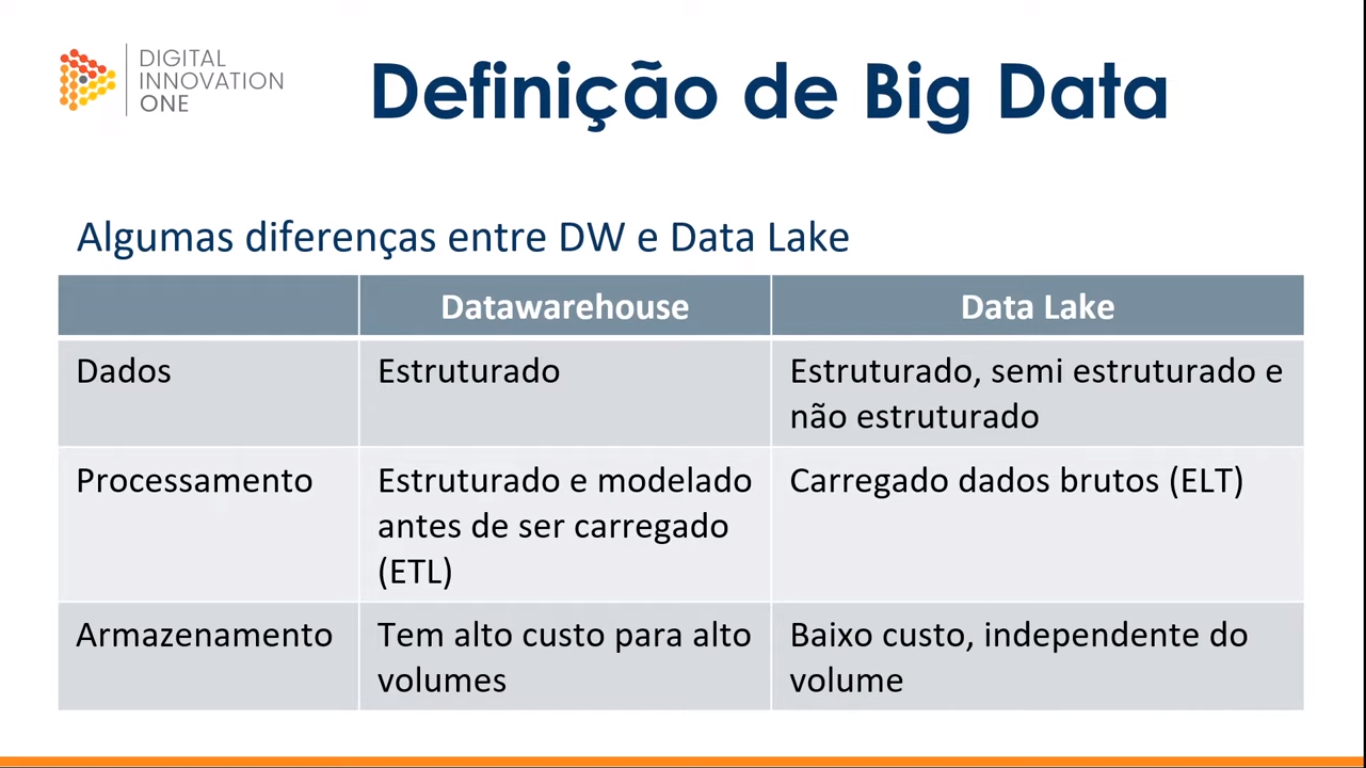 DIGITAL
INNOVATION
ONE
Definição de Big Data
Algumas diferenças entre DW e Data Lake
Datawarehouse
Data Lake
Dados
Estruturado
Estruturado, semi estruturado e
não estruturado
Processamento
Estruturado e modelado
antes de ser carregado
(ETL)
Carregado dados brutos (ELT)
Armazenamento
Tem alto custo para alto
volumes
Baixo custo, independente do
volume